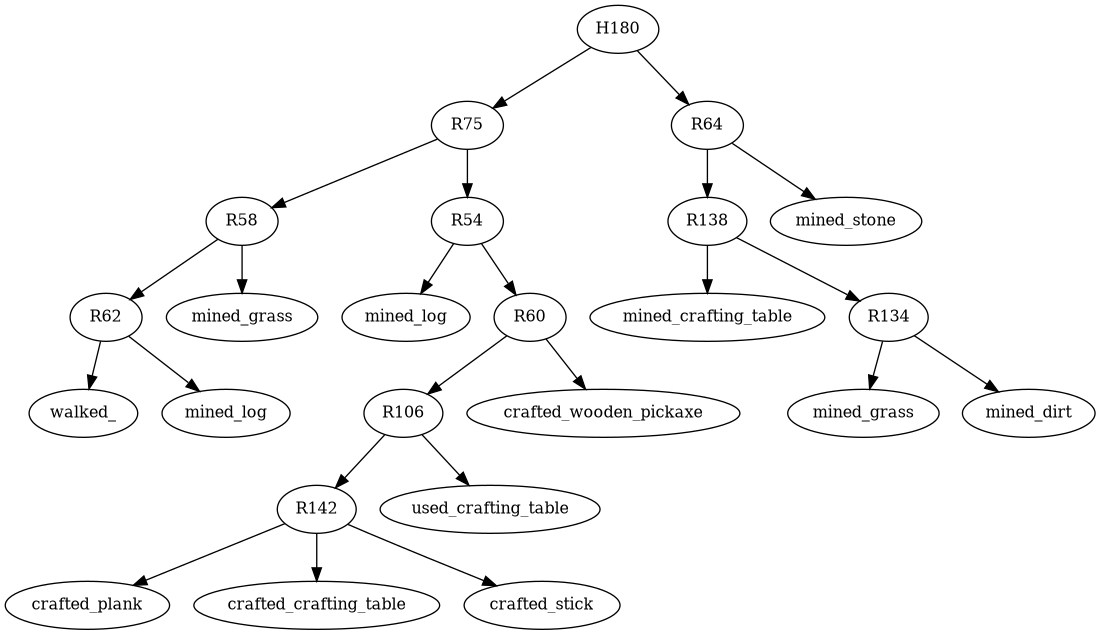 H180
R75
R64
R58
R54
R138
mined_stone
R62
mined_grass
mined_log
R60
mined_crafting_table
R134
walked_
mined_log
R106
crafted_wooden_pickaxe
mined_grass
mined_dirt
R142
used_crafting_table
crafted_plank
crafted_crafting_table
crafted_stick